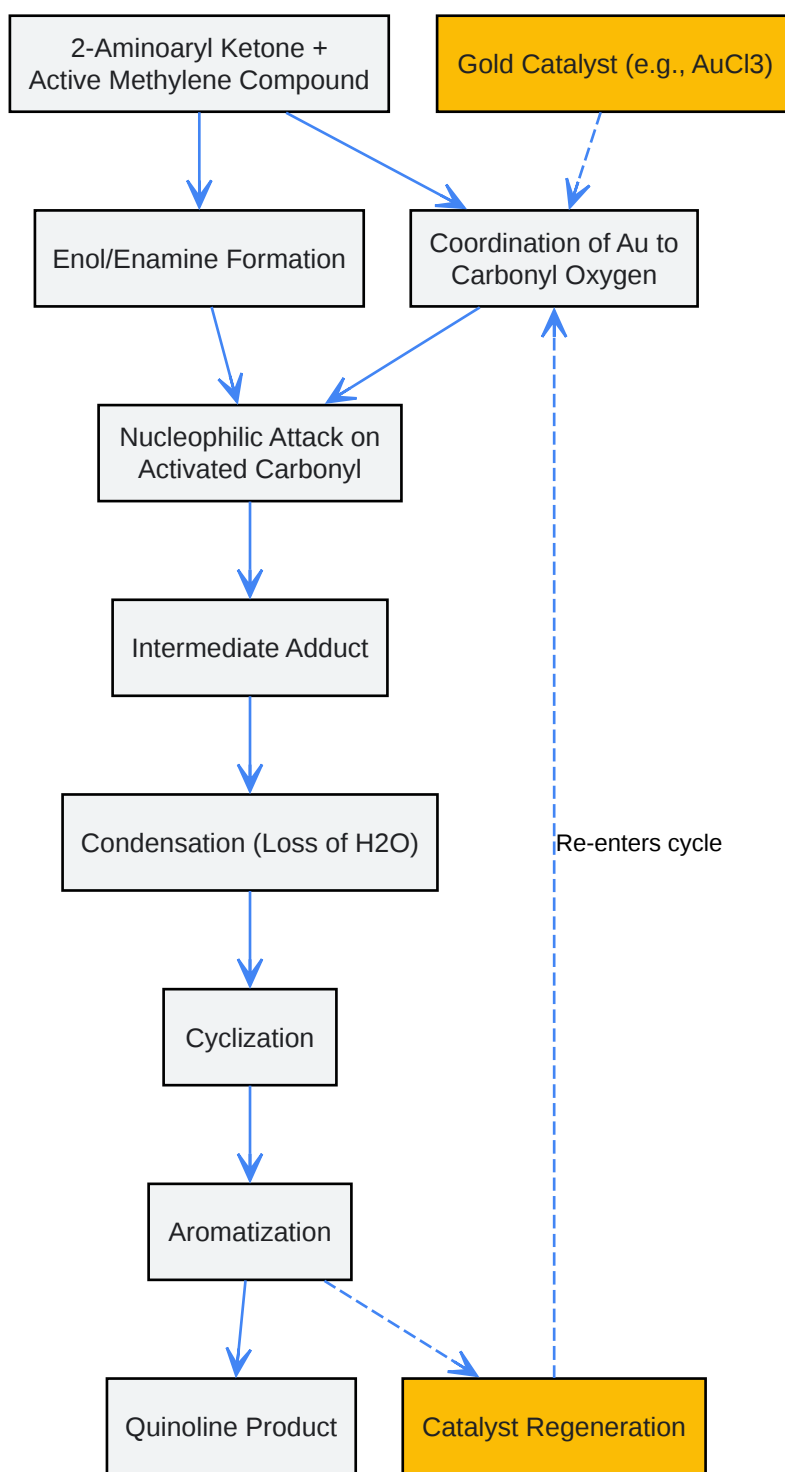 2-Aminoaryl Ketone +
Active Methylene Compound
Gold Catalyst (e.g., AuCl3)
Enol/Enamine Formation
Coordination of Au to
Carbonyl Oxygen
Nucleophilic Attack on
Activated Carbonyl
Intermediate Adduct
Condensation (Loss of H2O)
Re-enters cycle
Cyclization
Aromatization
Quinoline Product
Catalyst Regeneration